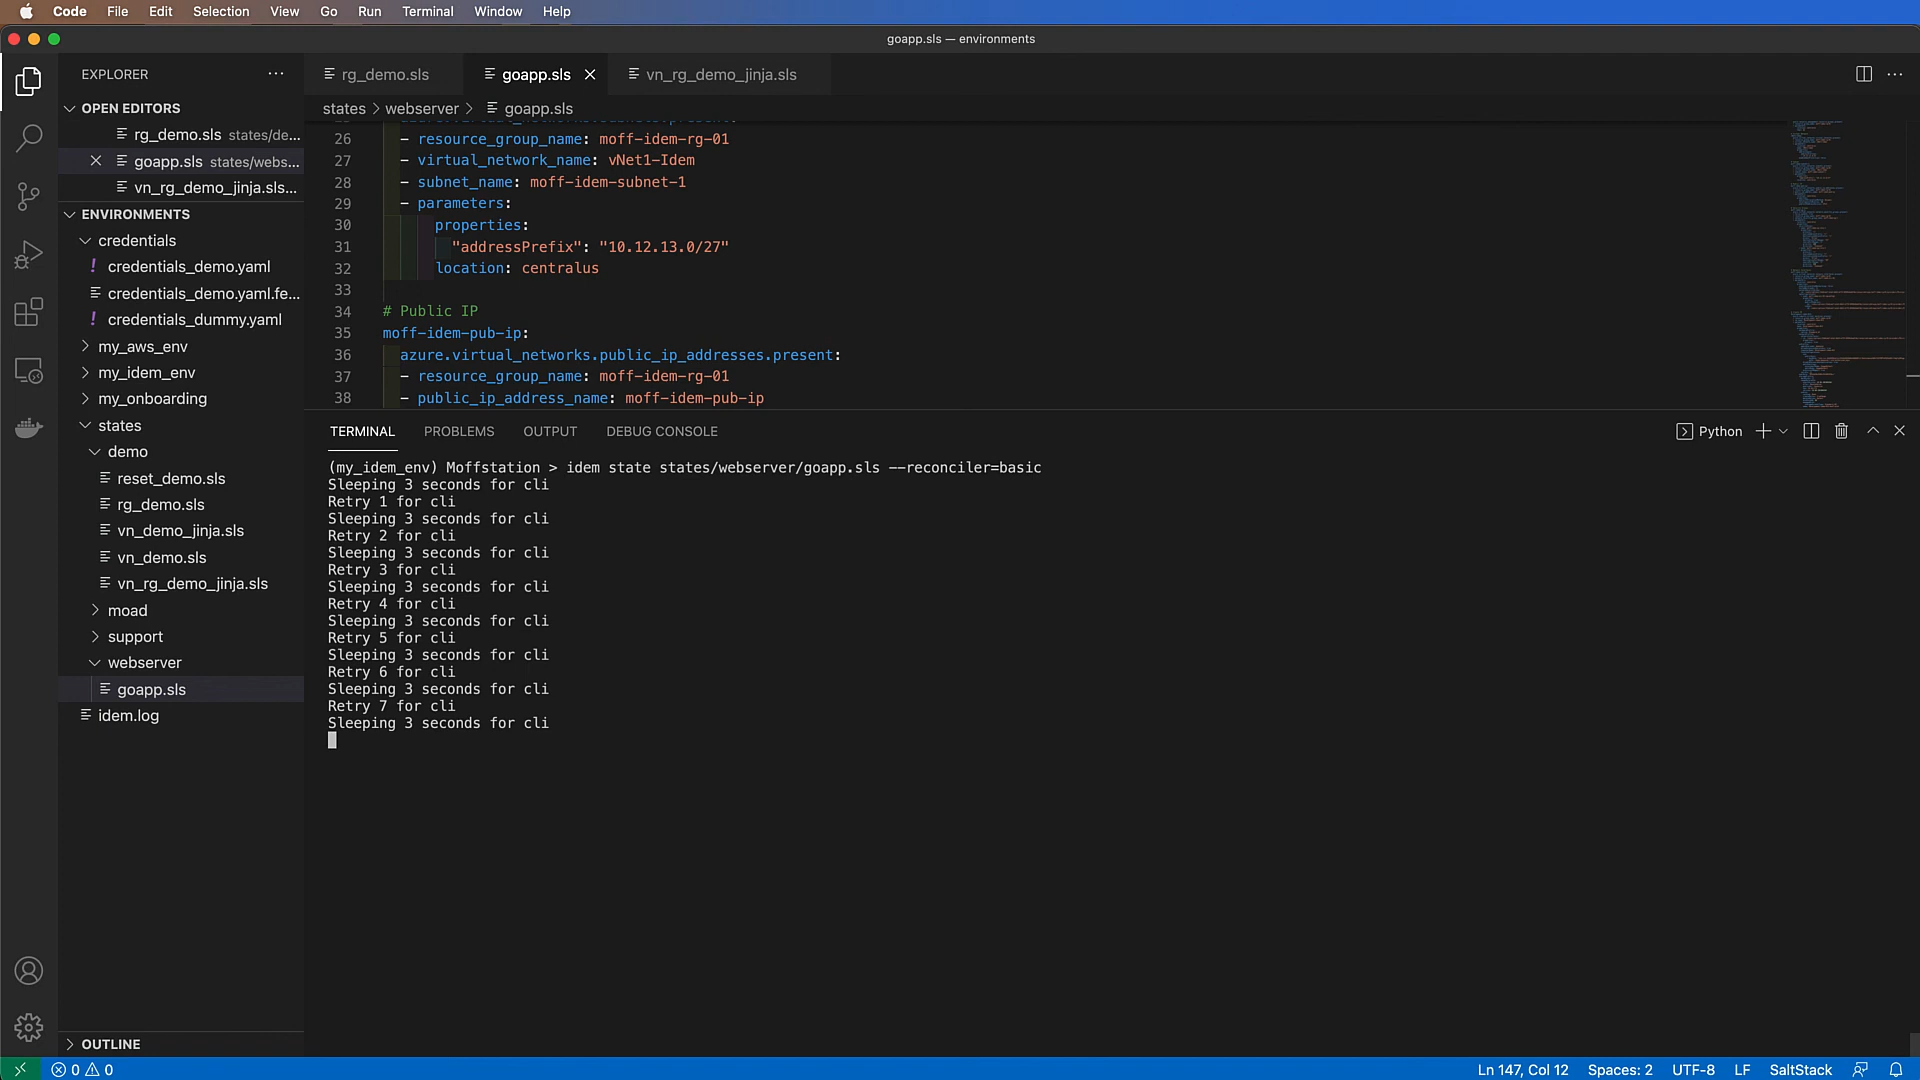 Code File Edit Selection View Go Run Terminal Window Help
goapp.sls — environments
EXPLORER
OPEN EDITORS
rg_demo.sls states/de...
goapp.sls states/webs...
vn_rg_demo_jinja.sls...
ENVIRONMENTS
credentials
! credentials_demo.yaml
credentials_demo.yaml.fe...
! credentials_dummy.yaml
my_aws_env
my_idem_env
my_onboarding
states
demo
reset_demo.sls
rg_demo.sls
vn_demo_jinja.sls
vn_demo.sls
vn_rg_demo_jinja.sls
moad
support
webserver
goapp.sls
idem.log
OUTLINE
rg_demo.sls goapp.sls vn_rg_demo_jinja.sls
states > webserver > goapp.sls
26 - resource_group_name: moff-idem-rg-01
27 - virtual_network_name: vNet1-Idem
28 - subnet_name: moff-idem-subnet-1
29 - parameters:
30 properties:
31 "addressPrefix": "10.12.13.0/27"
32 location: centralus
33
34 # Public IP
35 moff-idem-pub-ip:
36 azure.virtual_networks.public_ip_addresses.present:
37 - resource_group_name: moff-idem-rg-01
38 - public_ip_address_name: moff-idem-pub-ip
TERMINAL PROBLEMS OUTPUT DEBUG CONSOLE Python
(my_idem_env) Moffstation > idem state states/webserver/goapp.sls --reconciler=basic
Sleeping 3 seconds for cli
Retry 1 for cli
Sleeping 3 seconds for cli
Retry 2 for cli
Sleeping 3 seconds for cli
Retry 3 for cli
Sleeping 3 seconds for cli
Retry 4 for cli
Sleeping 3 seconds for cli
Retry 5 for cli
Sleeping 3 seconds for cli
Retry 6 for cli
Sleeping 3 seconds for cli
Retry 7 for cli
Sleeping 3 seconds for cli
0 0 Ln 147, Col 12 Spaces: 2 UTF-8 LF SaltStack